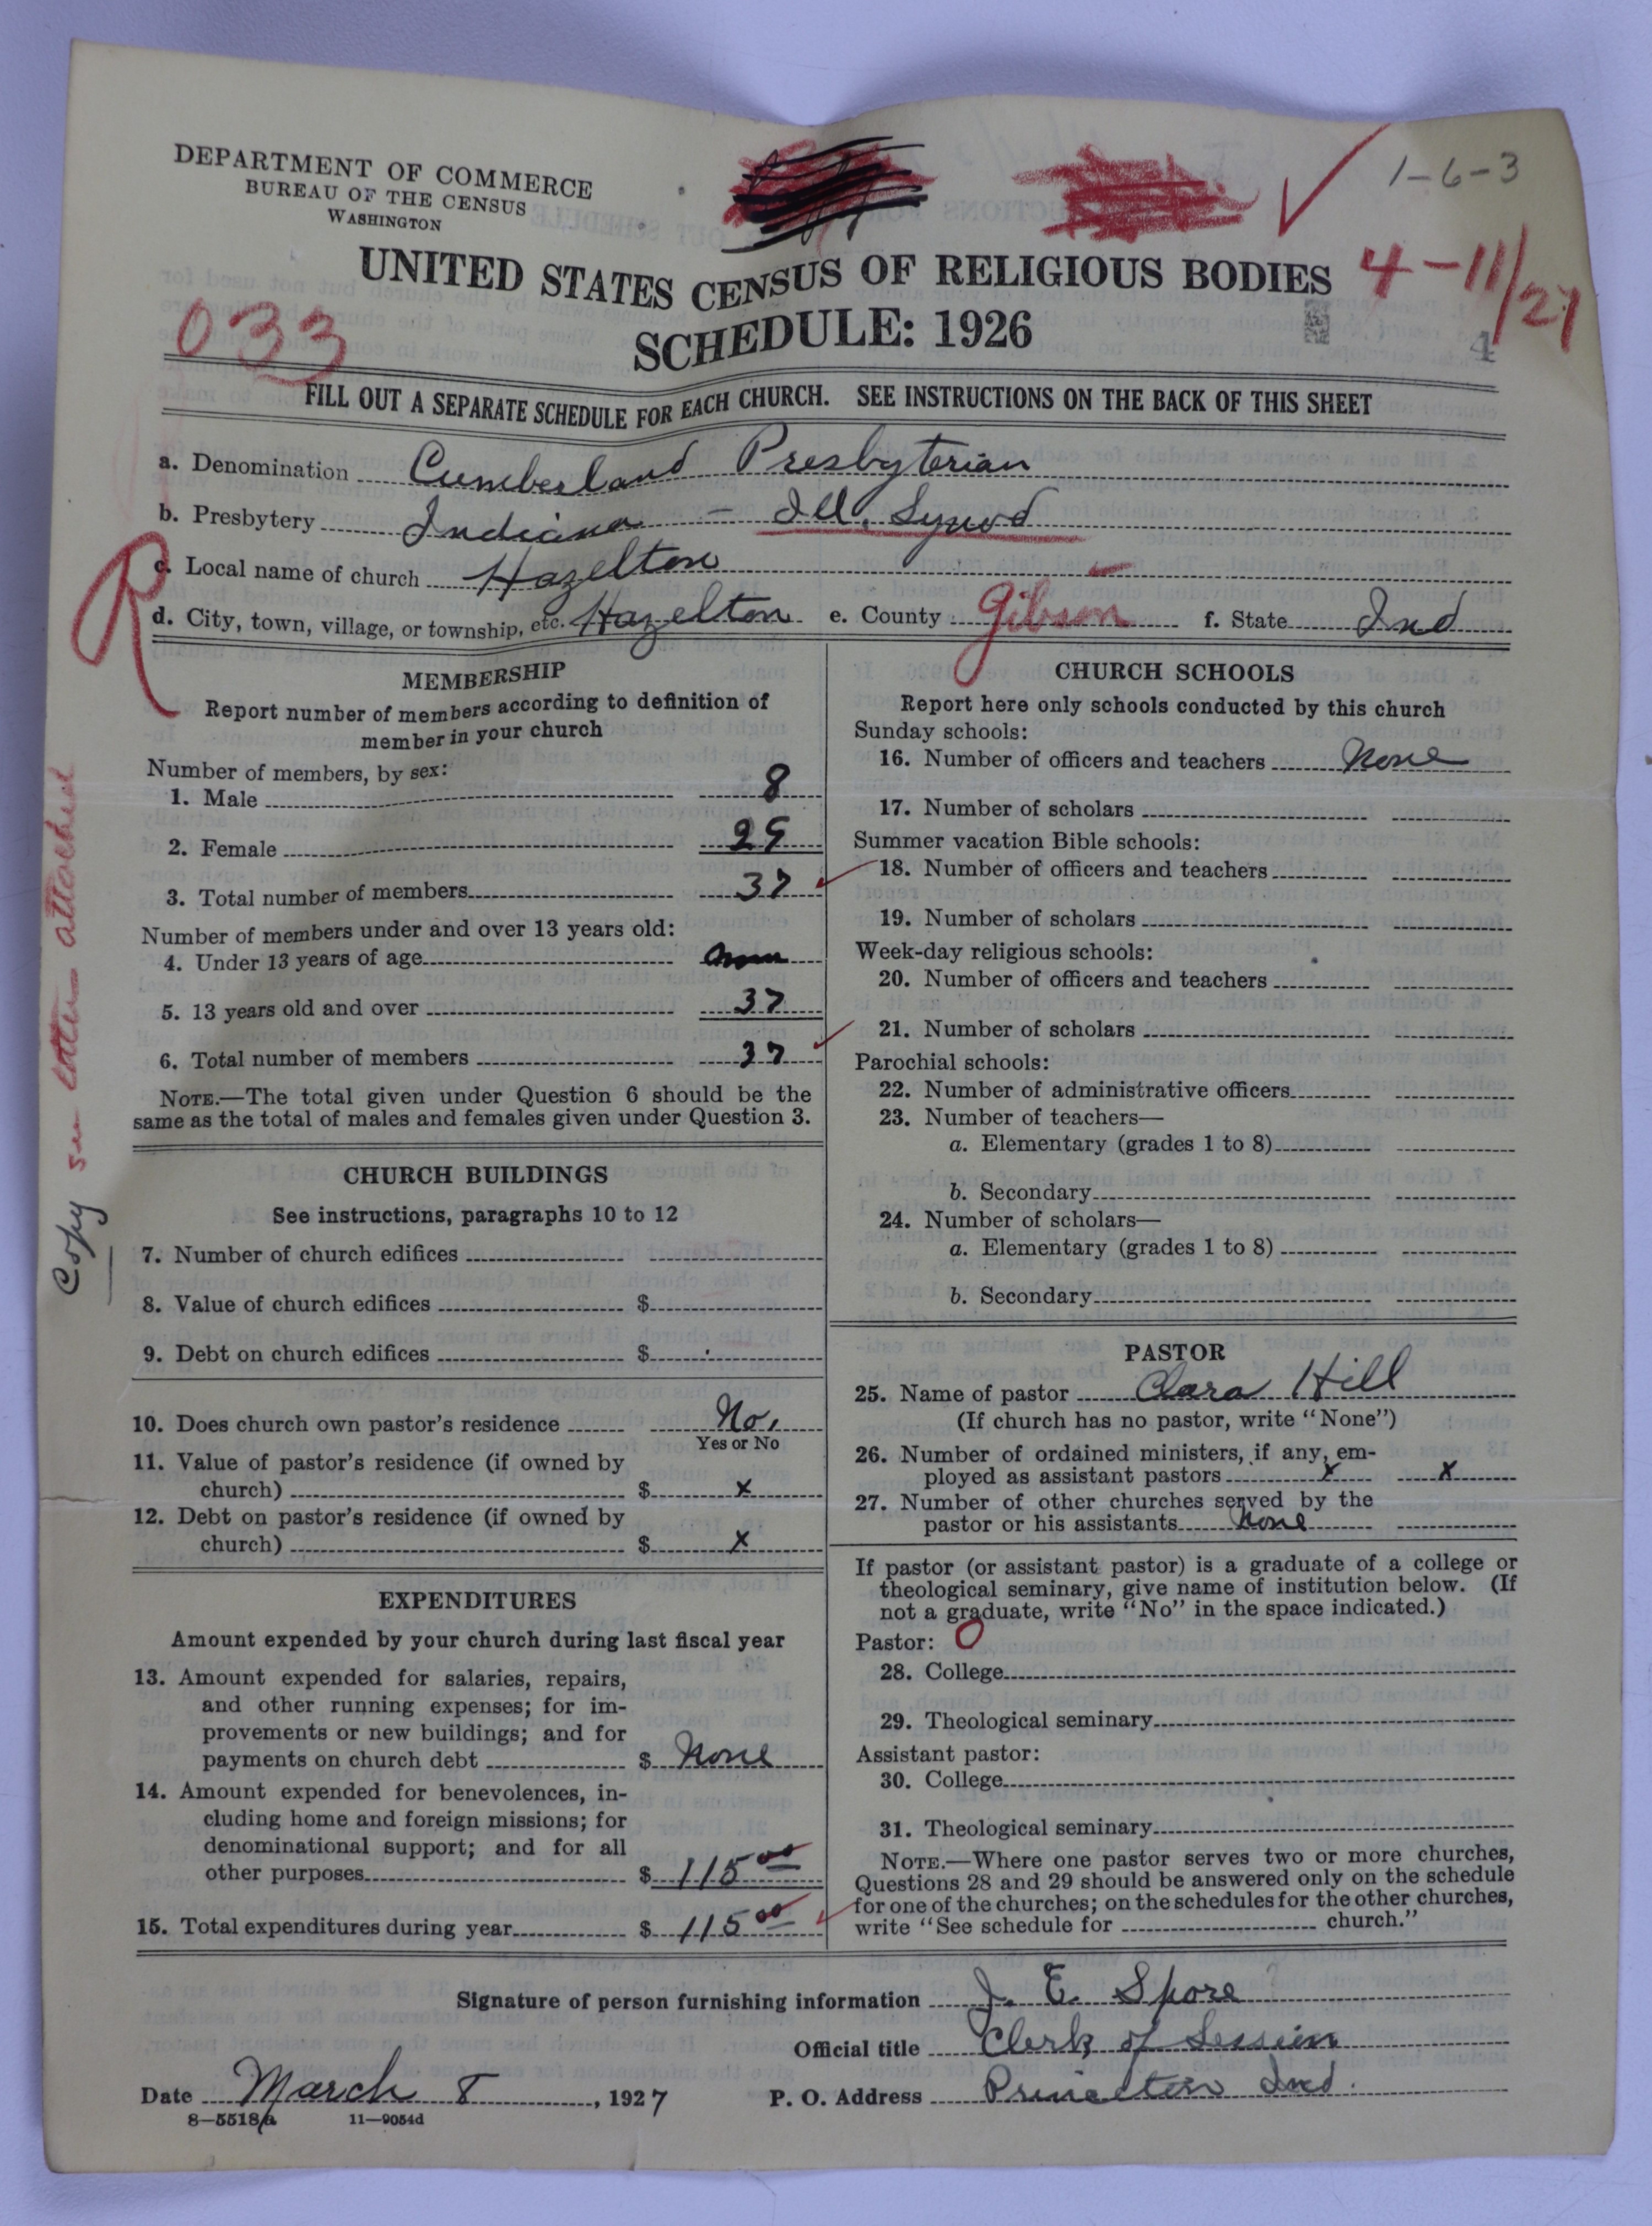 DEPARTMENT OF COMMERCE
BUREAU OF THE CENSUS
WASHINGTON
1-6-3
UNITED STATES CENSUS OF RELIGIOUS BODIES
4-11/27
SCHEDULE: 1926
033
4
FILL OUT A SEPARATE SCHEDULE FOR EACH CHURCH. SEE INSTRUCTIONS ON THE BACK OF THIS SHEET
a. Denomination Cumberland Presbyterian
b. Presbytery Indiana - Ill. Synod
R
c. Local name of church Hazelton
d. City, town, village, or township, etc. Hazelton e. County Gibson f. State Ind
MEMBERSHIP
Report number of members according to definition of
member in your church
Number of members, by sex:
1. Male 8
2. Female 29
3. Total number of members 37
Number of members under and over 13 years old:
4. Under 13 years of age
5. 13 years old and over 37
6. Total number of members 37
NOTE.—The total given under Question 6 should be the
same as the total of males and females given under Question 3.
Copy see letter attached
CHURCH BUILDINGS
See instructions, paragraphs 10 to 12
7. Number of church edifices
8. Value of church edifices $
9. Debt on church edifices $
10. Does church own pastor's residence No.
Yes or No
11. Value of pastor's residence (if owned by
church) $ x
12. Debt on pastor's residence (if owned by
church) $ x
EXPENDITURES
Amount expended by your church during last fiscal year
13. Amount expended for salaries, repairs,
and other running expenses; for im-
provements or new buildings; and for
payments on church debt $ None
14. Amount expended for benevolences, in-
cluding home and foreign missions; for
denominational support; and for all
other purposes $ 115 00
15. Total expenditures during year $ 115 00
CHURCH SCHOOLS
Report here only schools conducted by this church
Sunday schools:
16. Number of officers and teachers None
17. Number of scholars
Summer vacation Bible schools:
18. Number of officers and teachers
19. Number of scholars
Week-day religious schools:
20. Number of officers and teachers
21. Number of scholars
Parochial schools:
22. Number of administrative officers
23. Number of teachers—
a. Elementary (grades 1 to 8)
b. Secondary
24. Number of scholars—
a. Elementary (grades 1 to 8)
b. Secondary
PASTOR
25. Name of pastor Clara Hill
(If church has no pastor, write "None")
26. Number of ordained ministers, if any, em-
ployed as assistant pastors x x
27. Number of other churches served by the
pastor or his assistants None
If pastor (or assistant pastor) is a graduate of a college or
theological seminary, give name of institution below. (If
not a graduate, write "No" in the space indicated.)
Pastor: 0
28. College
29. Theological seminary
Assistant pastor:
30. College
31. Theological seminary
NOTE.—Where one pastor serves two or more churches,
Questions 28 and 29 should be answered only on the schedule
for one of the churches; on the schedules for the other churches,
write "See schedule for church."
Signature of person furnishing information J. E. Spore
Official title Clerk of Session
Date March 8, 1927 P. O. Address Princeton Ind.
8-5518a 11-9054d